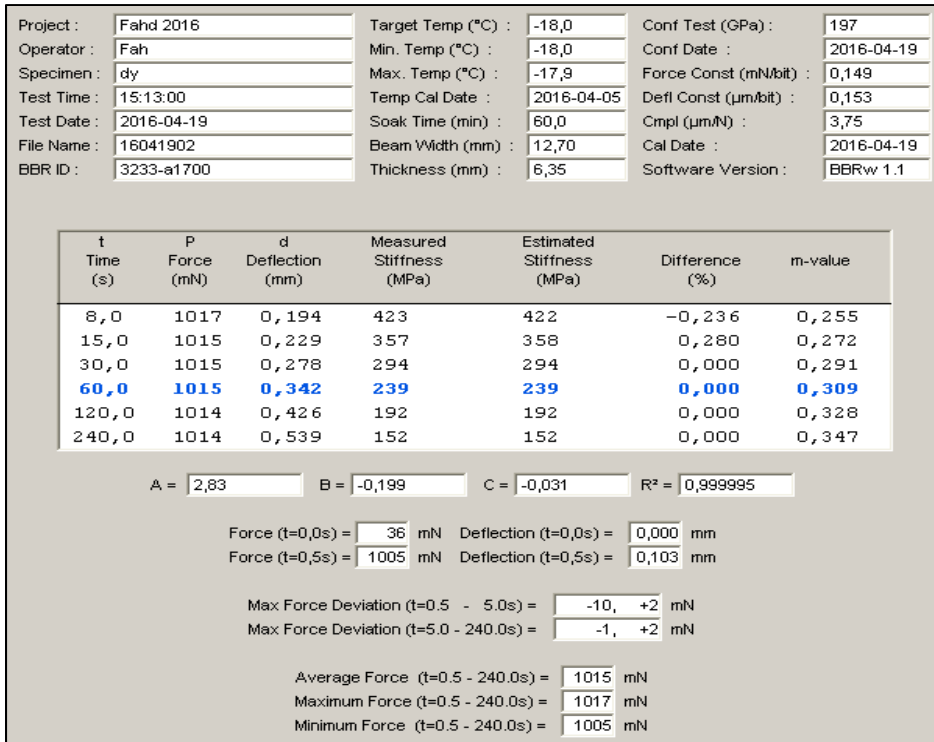 Project : Fahd 2016 Target Temp (°C) : -18,0 Conf Test (GPa) : 197
Operator : Fah Min. Temp (°C) : -18,0 Conf Date : 2016-04-19
Specimen : dy Max. Temp (°C) : -17,9 Force Const (mN/bit) : 0,149
Test Time : 15:13:00 Temp Cal Date : 2016-04-05 Defl Const (µm/bit) : 0,153
Test Date : 2016-04-19 Soak Time (min) : 60,0 Cmpl (µm/N) : 3,75
File Name : 16041902 Beam Width (mm) : 12,70 Cal Date : 2016-04-19
BBR ID : 3233-a1700 Thickness (mm) : 6,35 Software Version : BBRw 1.1
t P d Measured Estimated
Time Force Deflection Stiffness Stiffness Difference m-value
(s) (mN) (mm) (MPa) (MPa) (%)
8,0 1017 0,194 423 422 -0,236 0,255
15,0 1015 0,229 357 358 0,280 0,272
30,0 1015 0,278 294 294 0,000 0,291
60,0 1015 0,342 239 239 0,000 0,309
120,0 1014 0,426 192 192 0,000 0,328
240,0 1014 0,539 152 152 0,000 0,347
A = 2,83 B = -0,199 C = -0,031 R² = 0,999995
Force (t=0,0s) = 36 mN Deflection (t=0,0s) = 0,000 mm
Force (t=0,5s) = 1005 mN Deflection (t=0,5s) = 0,103 mm
Max Force Deviation (t=0.5 - 5.0s) = -10, +2 mN
Max Force Deviation (t=5.0 - 240.0s) = -1, +2 mN
Average Force (t=0.5 - 240.0s) = 1015 mN
Maximum Force (t=0.5 - 240.0s) = 1017 mN
Minimum Force (t=0.5 - 240.0s) = 1005 mN